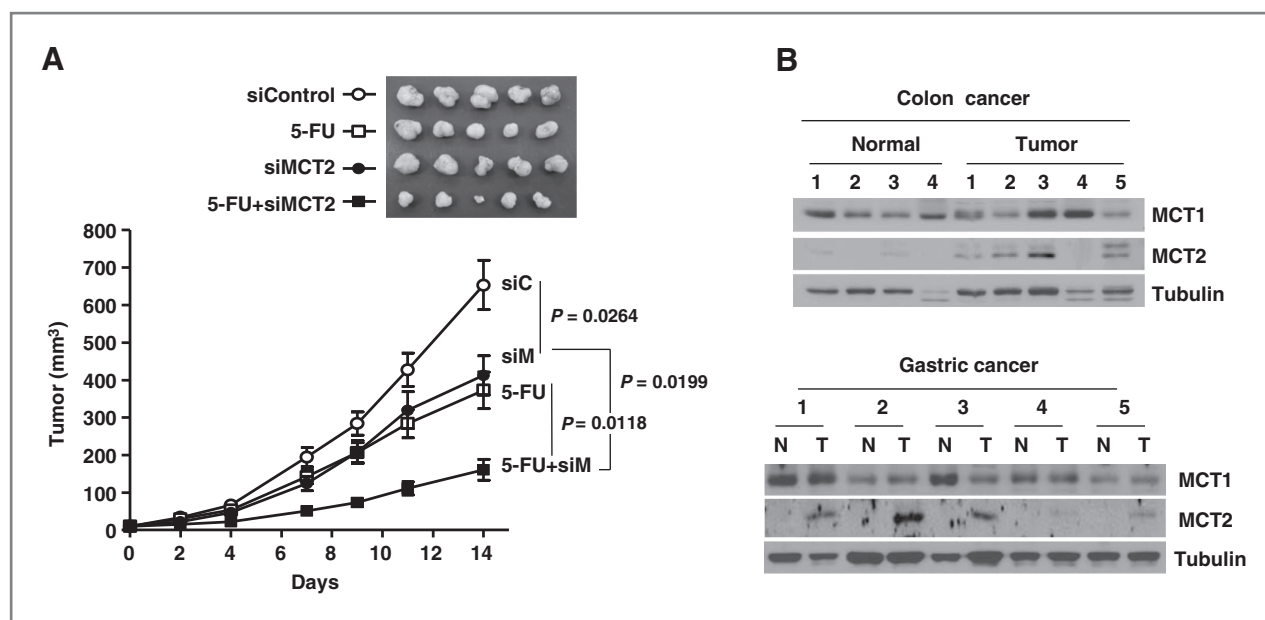 A
siControl
5-FU
siMCT2
5-FU+siMCT2
800
700
600
500
400
300
200
100
0
Tumor (mm³)
0 2 4 6 8 10 12 14
Days
siC
P = 0.0264
siM
P = 0.0199
5-FU
P = 0.0118
5-FU+siM
B
Colon cancer
Normal Tumor
1 2 3 4 1 2 3 4 5
MCT1
MCT2
Tubulin
Gastric cancer
1 2 3 4 5
N T N T N T N T N T
MCT1
MCT2
Tubulin